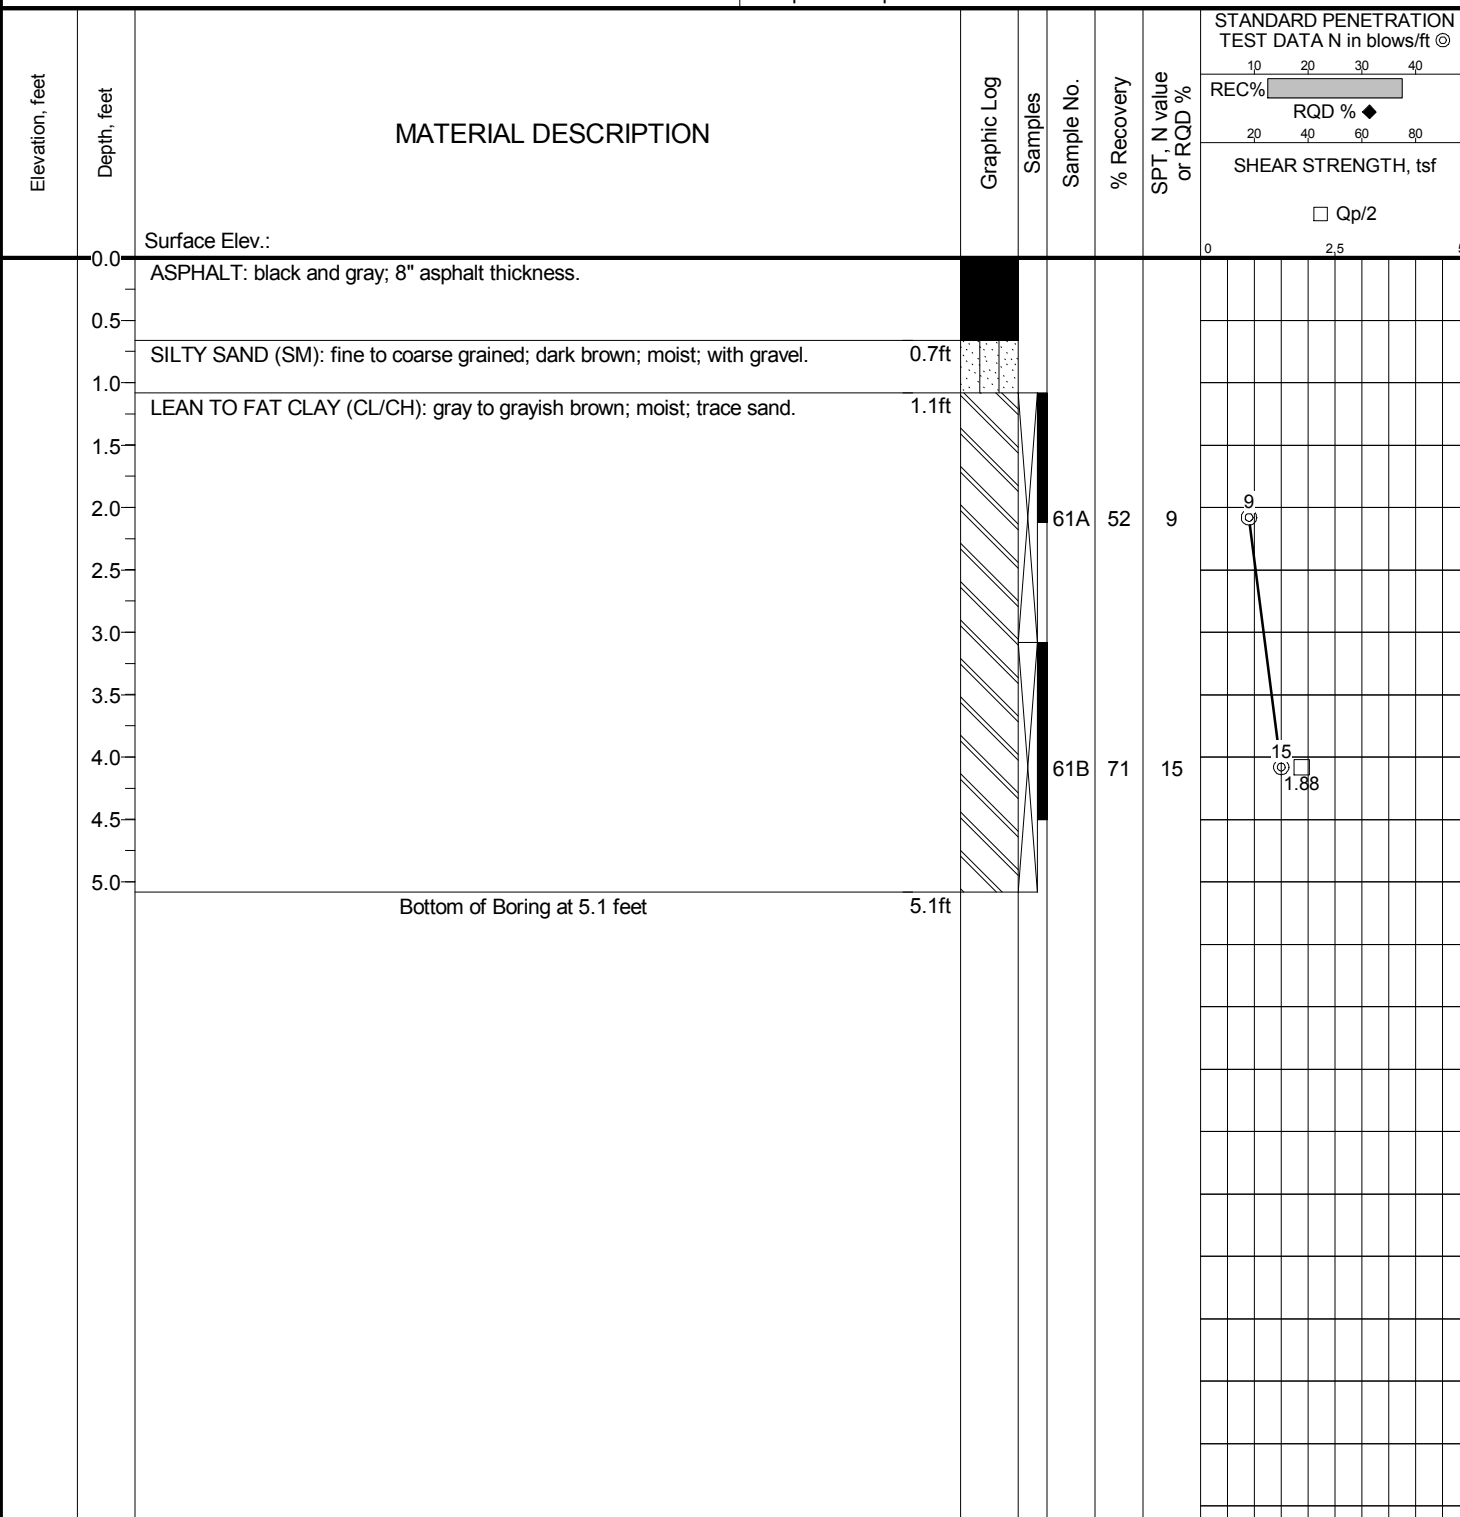 STANDARD PENETRATION
TEST DATA N in blows/ft
10 20 30 40
REC%
RQD %
20 40 60 80
SHEAR STRENGTH, tsf
Qp/2
0 2.5
Elevation, feet
Depth, feet
MATERIAL DESCRIPTION
Graphic Log
Samples
Sample No.
% Recovery
SPT, N value
or RQD %
Surface Elev.:
0.0
ASPHALT: black and gray; 8" asphalt thickness.
0.5
SILTY SAND (SM): fine to coarse grained; dark brown; moist; with gravel. 0.7ft
1.0
LEAN TO FAT CLAY (CL/CH): gray to grayish brown; moist; trace sand. 1.1ft
1.5
2.0
61A 52 9 9
2.5
3.0
3.5
4.0
61B 71 15 15
1.88
4.5
5.0
Bottom of Boring at 5.1 feet 5.1ft